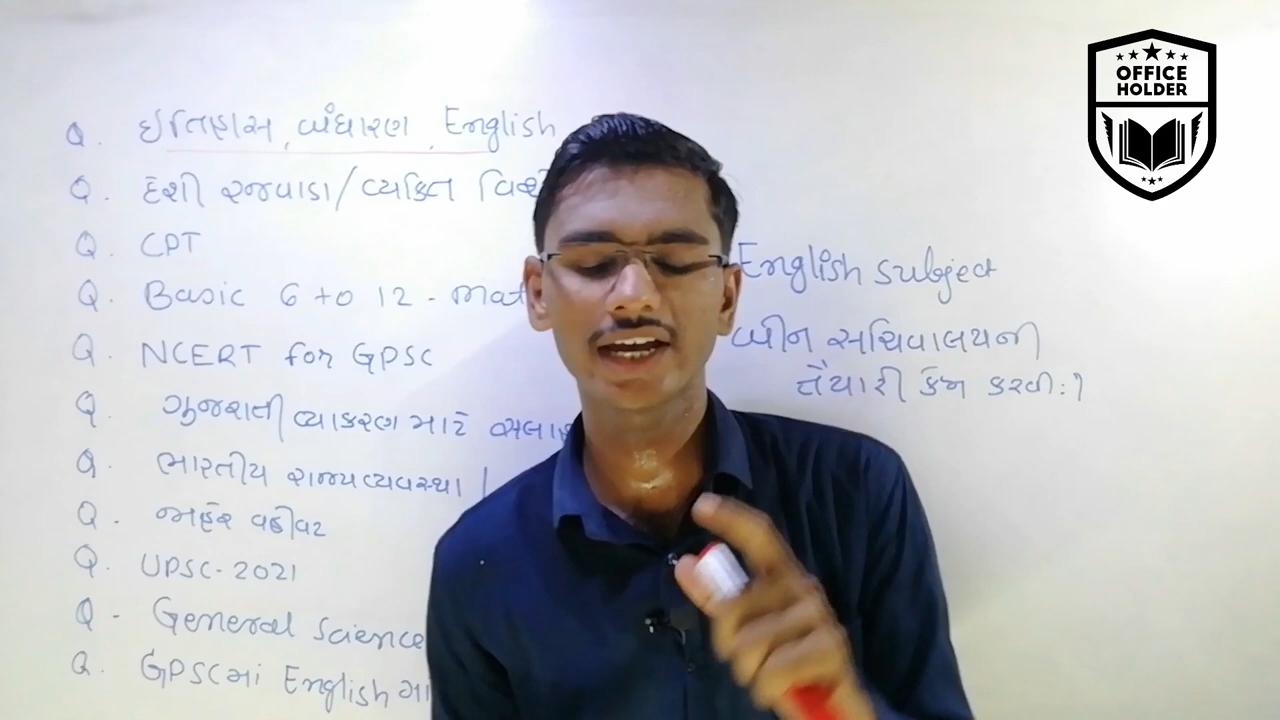 Q. ઇતિહાસ, બંધારણ, English
Q. દેશી રજવાડા/વ્યક્તિ
Q. CPT
Q. Basic 6 to 12 -
Q. NCERT for GPSC
Q. ગુજરાતી વ્યાકરણ માટે
Q. ભારતીય રાજ્યવ્યવસ્થા
Q. જાહેર વહીવટ
Q. UPSC-2021
Q - General Science
Q. GPSCમાં English
English subject
બીન સચિવાલયની
તૈયારી કેમ કરવી:?
OFFICE
HOLDER